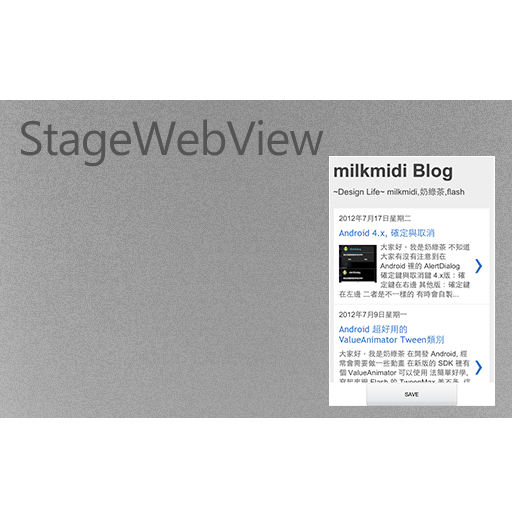 StageWebView
milkmidi Blog
~Design Life~ milkmidi,奶綠茶,flash
2012年7月17日星期二
Android 4.x, 確定與取消
大家好，我是奶綠茶 不知道
大家有沒有注意到在
Android 裡的 AlertDialog
確定鍵與取消鍵 4.x版：確
定鍵在右邊 其他版：確定鍵
在左邊 二者是不一樣的 有時會自製...
2012年7月9日星期一
Android 超好用的
ValueAnimator Tween類別
大家好，我是奶綠茶 在開發 Android, 經
常會需要做一些動畫 在新版的 SDK 裡有
個 ValueAnimator 可以使用 法簡單好學,
Flash 的 TweenMax
SAVE